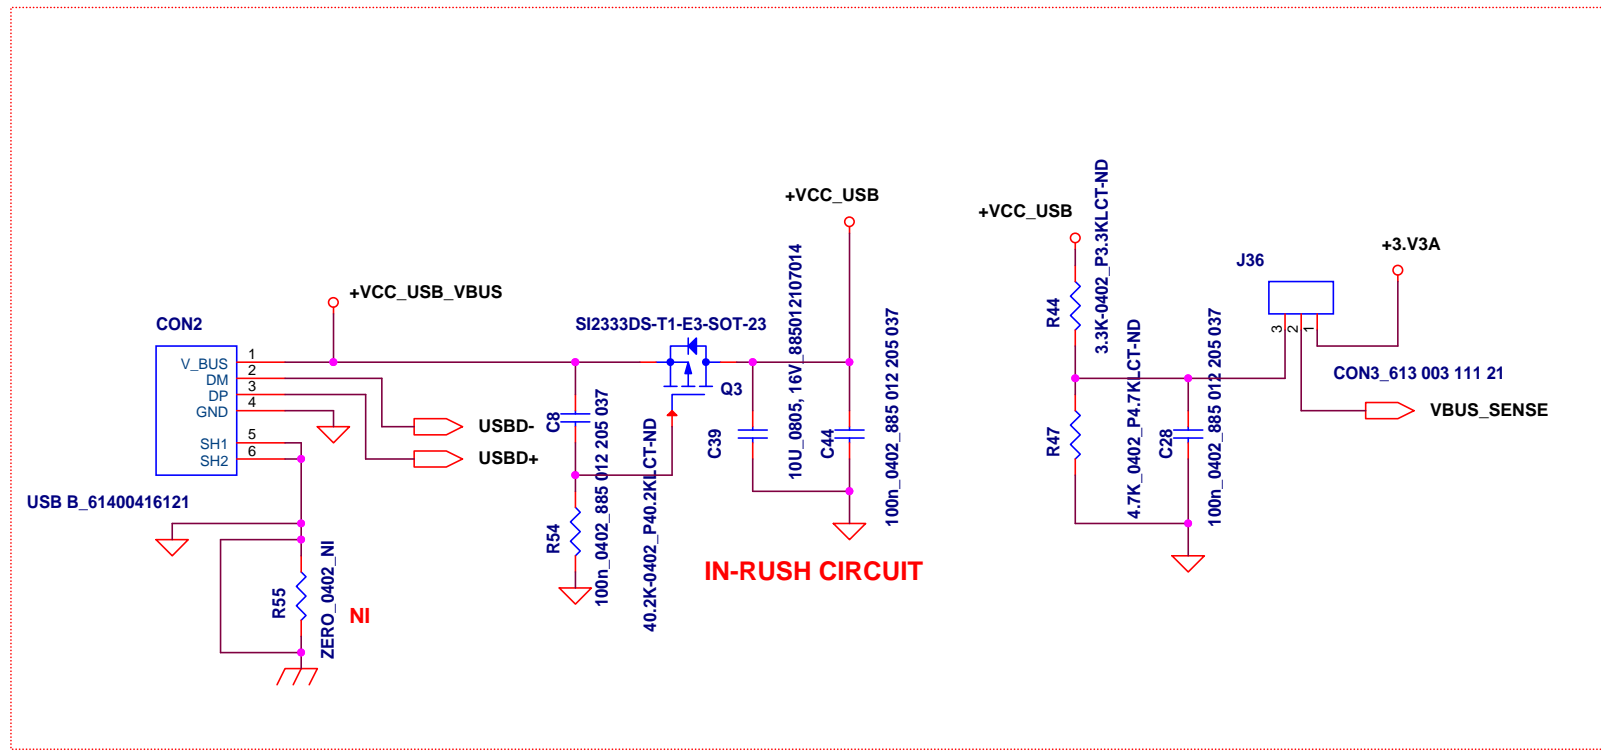 +VCC_USB
+VCC_USB
+3.V3A
J36
+VCC_USB_VBUS
CON2
SI2333DS-T1-E3-SOT-23
V_BUS
1
DM
2
DP
3
GND
4
SH1
5
SH2
6
USB B_61400416121
USBD-
USBD+
C8
100n_0402_885 012 205 037
R54
40.2K-0402_P40.2KLCT-ND
Q3
C39
10U_0805, 16V_885012107014
C44
100n_0402_885 012 205 037
R44
3.3K-0402_P3.3KLCT-ND
R47
4.7K_0402_P4.7KLCT-ND
C28
100n_0402_885 012 205 037
3
2
1
CON3_613 003 111 21
VBUS_SENSE
IN-RUSH CIRCUIT
R55
ZERO_0402_NI
NI